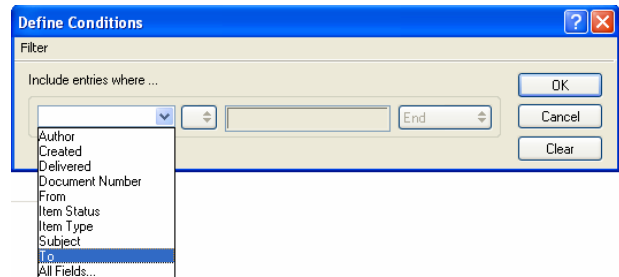 Define Conditions
Filter
Include entries where ...
OK
End
Cancel
Clear
Author
Created
Delivered
Document Number
From
Item Status
Item Type
Subject
To
All Fields...